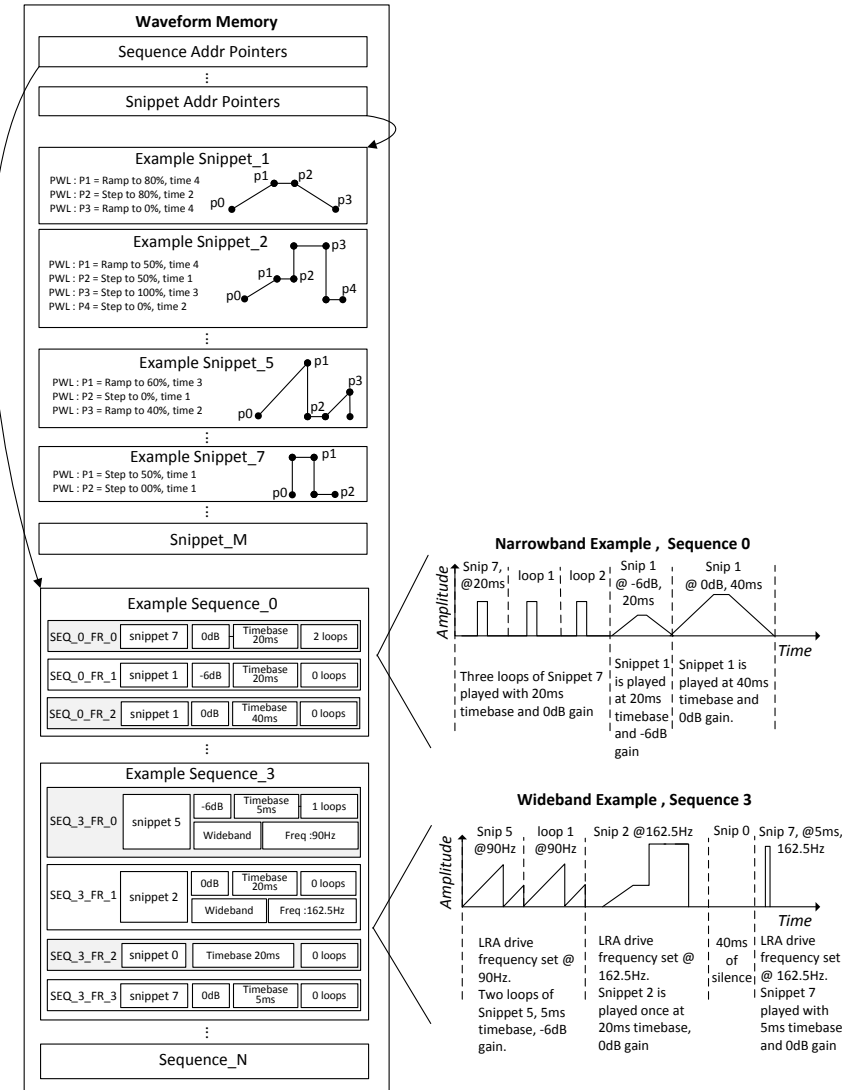 Waveform Memory
Sequence Addr Pointers
⋮
Snippet Addr Pointers
Example Snippet_1
PWL : P1 = Ramp to 80%, time 4
PWL : P2 = Step to 80%, time 2
PWL : P3 = Ramp to 0%, time 4
p0
p1
p2
p3
Example Snippet_2
PWL : P1 = Ramp to 50%, time 4
PWL : P2 = Step to 50%, time 1
PWL : P3 = Step to 100%, time 3
PWL : P4 = Step to 0%, time 2
p0
p1
p2
p3
p4
⋮
Example Snippet_5
PWL : P1 = Ramp to 60%, time 3
PWL : P2 = Step to 0%, time 1
PWL : P3 = Ramp to 40%, time 2
p0
p1
p2
p3
⋮
Example Snippet_7
PWL : P1 = Step to 50%, time 1
PWL : P2 = Step to 00%, time 1
p0
p1
p2
⋮
Snippet_M
Example Sequence_0
SEQ_0_FR_0 snippet 7 0dB Timebase 20ms 2 loops
SEQ_0_FR_1 snippet 1 -6dB Timebase 20ms 0 loops
SEQ_0_FR_2 snippet 1 0dB Timebase 40ms 0 loops
⋮
Example Sequence_3
SEQ_3_FR_0 snippet 5 -6dB Timebase 5ms 1 loops
Wideband Freq :90Hz
SEQ_3_FR_1 snippet 2 0dB Timebase 20ms 0 loops
Wideband Freq :162.5Hz
SEQ_3_FR_2 snippet 0 Timebase 20ms 0 loops
SEQ_3_FR_3 snippet 7 0dB Timebase 5ms 0 loops
⋮
Sequence_N
Narrowband Example , Sequence 0
Amplitude
Snip 7,
@20ms
loop 1
loop 2
Snip 1
@ -6dB,
20ms
Snip 1
@ 0dB, 40ms
Time
Three loops of Snippet 7
played with 20ms
timebase and 0dB gain
Snippet 1
is played
at 20ms
timebase
and -6dB
gain
Snippet 1 is
played at 40ms
timebase and
0dB gain.
Wideband Example , Sequence 3
Amplitude
Snip 5
@90Hz
loop 1
@90Hz
Snip 2 @162.5Hz
Snip 0
Snip 7, @5ms,
162.5Hz
Time
LRA drive
frequency set @
90Hz.
Two loops of
Snippet 5, 5ms
timebase, -6dB
gain.
LRA drive
frequency set @
162.5Hz.
Snippet 2 is
played once at
20ms timebase,
0dB gain
40ms
of
silence
LRA drive
frequency set
@ 162.5Hz.
Snippet 7
played with
5ms timebase
and 0dB gain